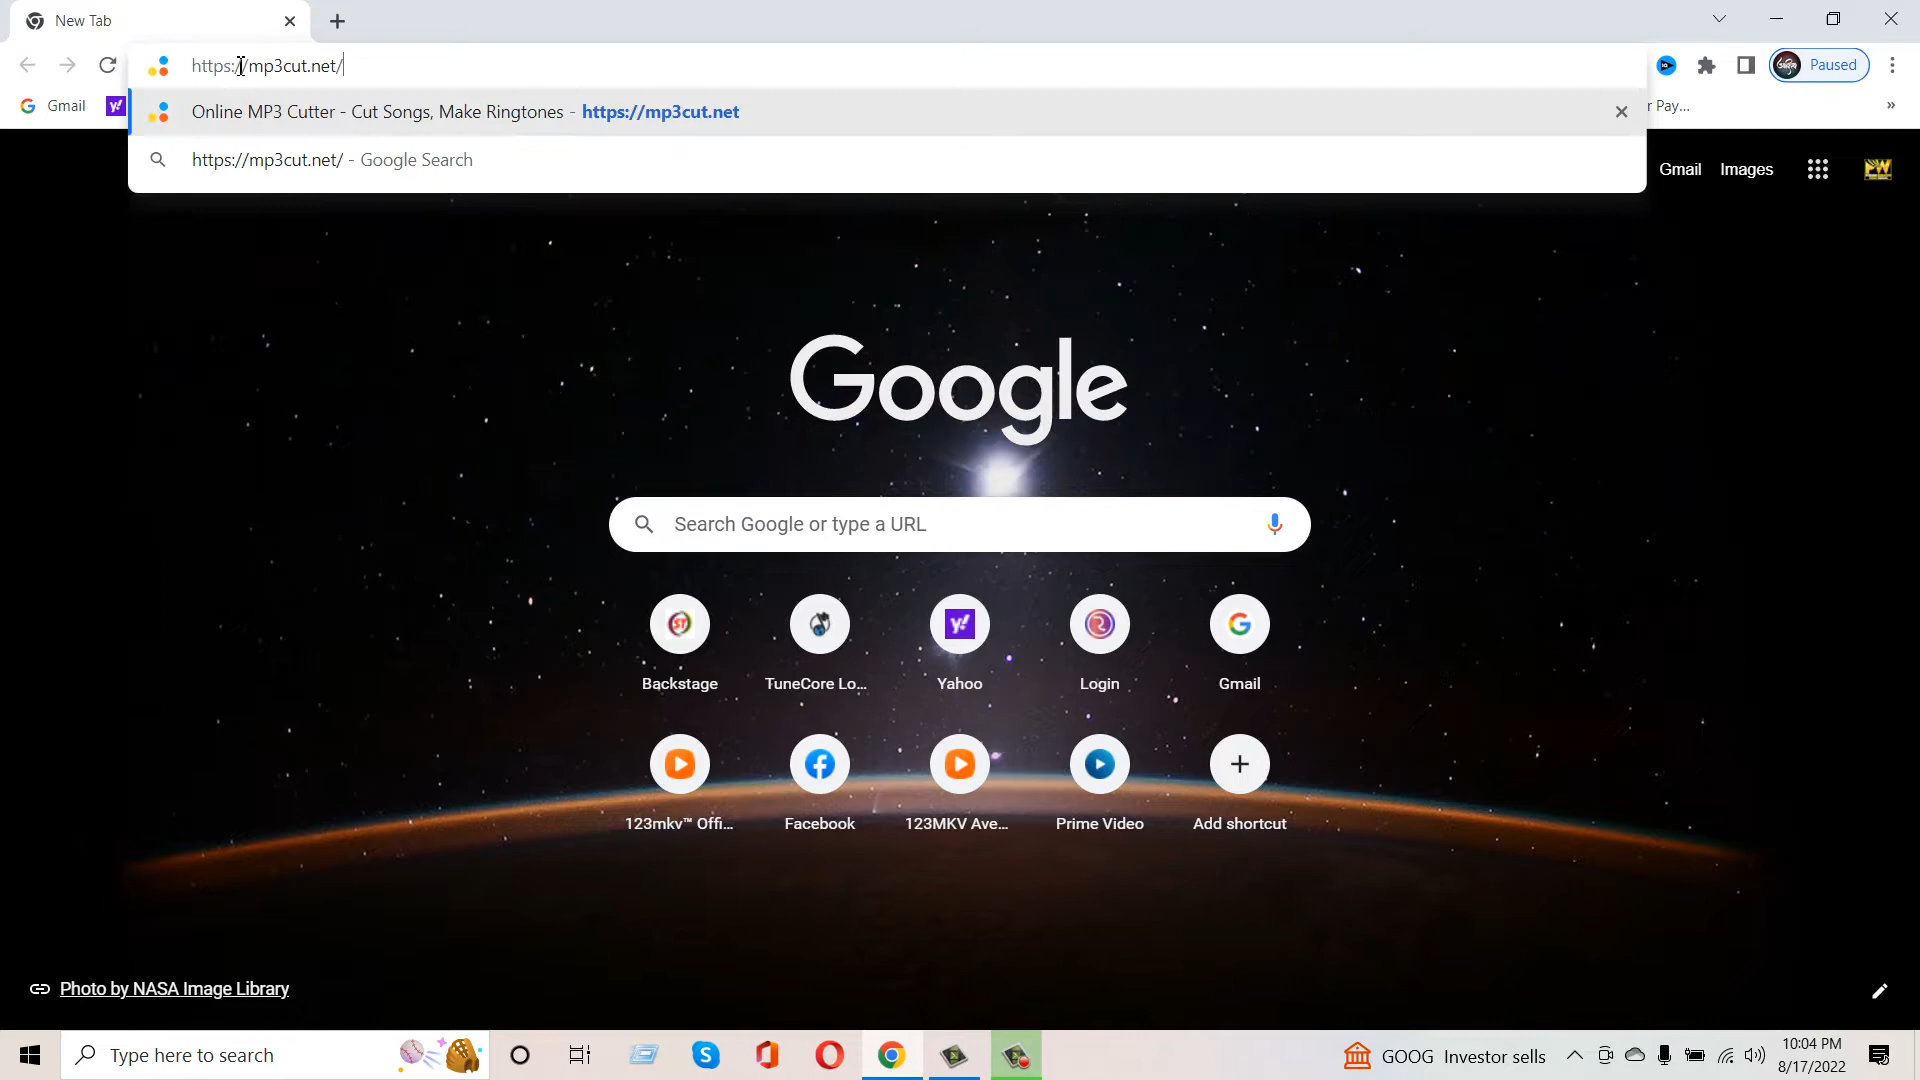 New Tab
https://mp3cut.net/
Paused
Gmail
r Pay...
»
Online MP3 Cutter - Cut Songs, Make Ringtones - https://mp3cut.net
https://mp3cut.net/ - Google Search
Gmail Images
Google
Search Google or type a URL
Backstage
TuneCore Lo...
Yahoo
Login
Gmail
123mkv™ Offi...
Facebook
123MKV Ave...
Prime Video
Add shortcut
Photo by NASA Image Library
Type here to search
GOOG Investor sells
10:04 PM
8/17/2022